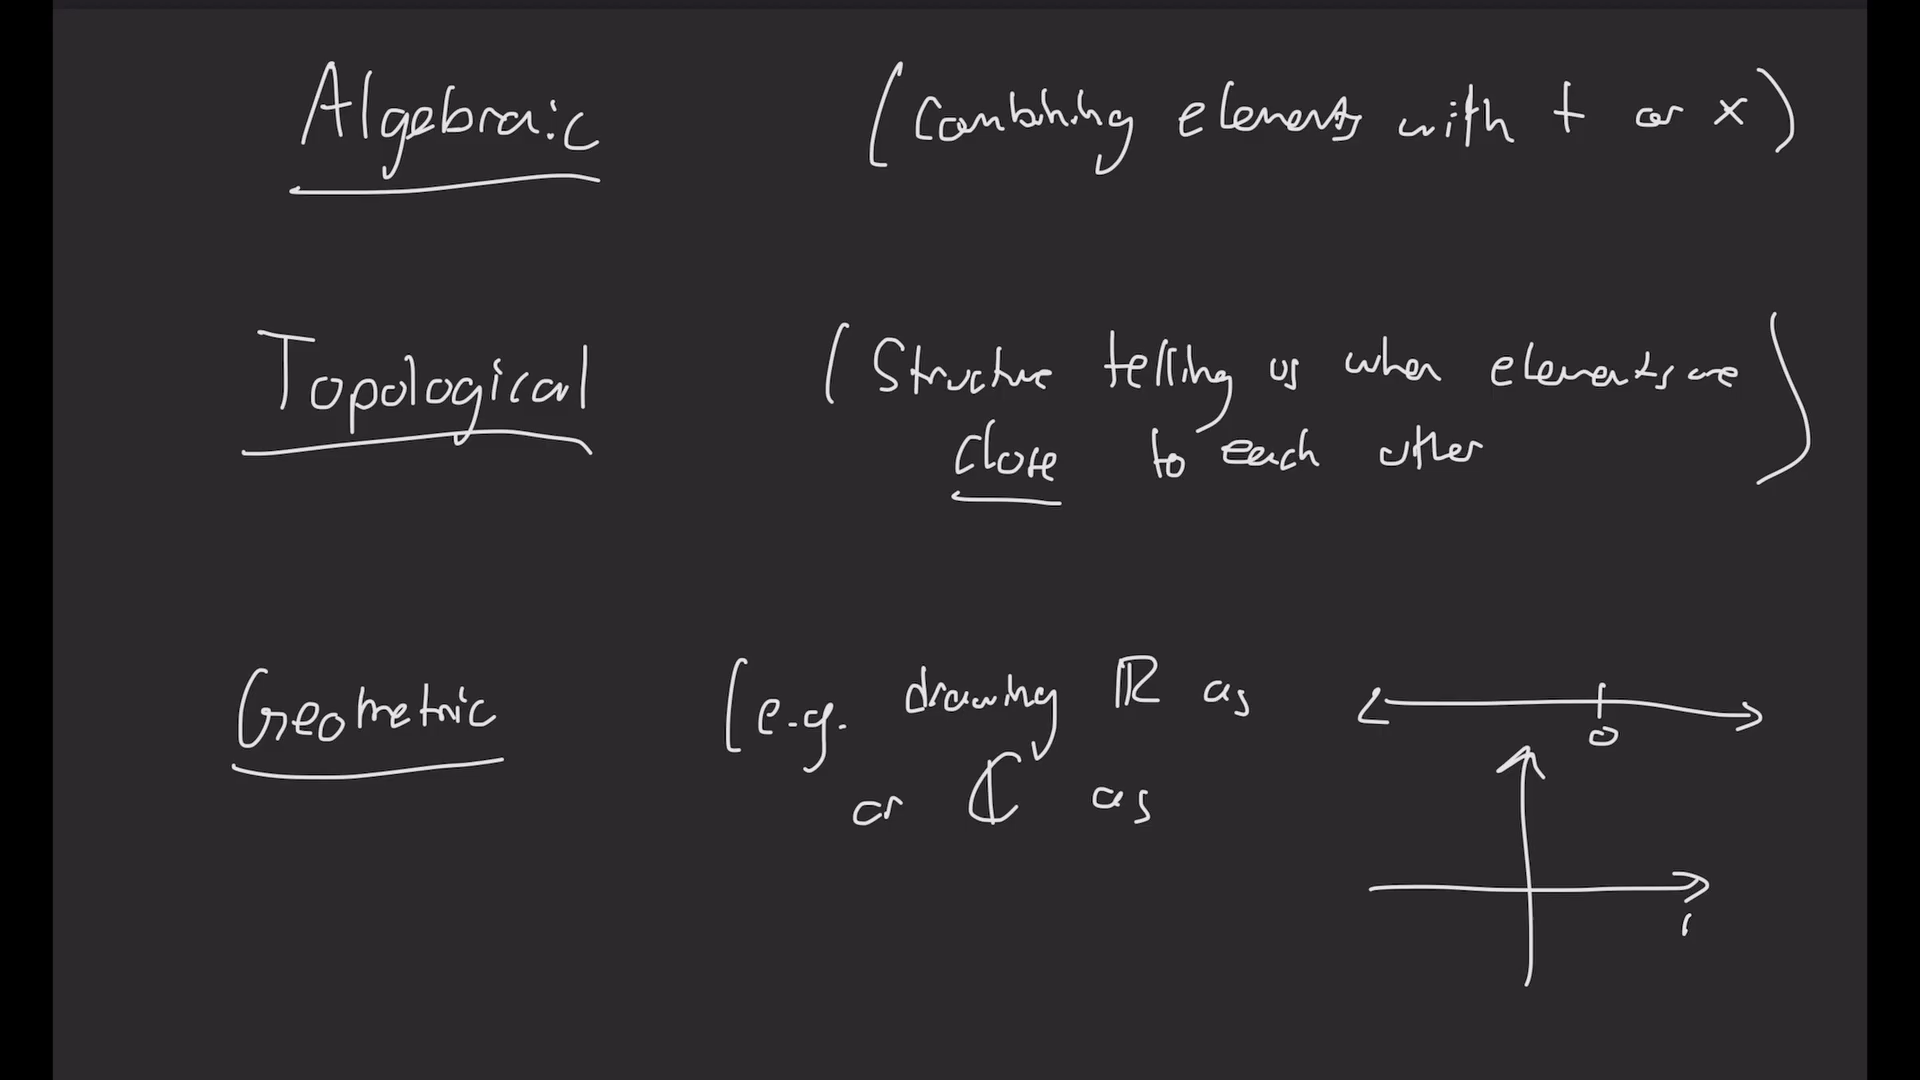 Algebraic (Combining elements with + or ×)
Topological (Structure telling us when elements are
close to each other)
Geometric (e.g. drawing ℝ as
0
or ℂ as